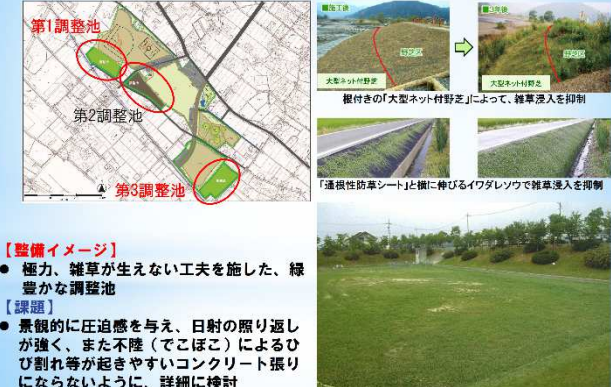 第1調整池
第2調整池
第3調整池
【整備イメージ】
● 極力、雑草が生えない工夫を施した、緑
豊かな調整池
【課題】
● 景観的に圧迫感を与え、日射の照り返し
が強く、また不陸（でこぼこ）によるひ
び割れ等が起きやすいコンクリート張り
にならないように、詳細に検討
■施工後
野芝区
大型ネット付野芝
■3年後
野芝区
大型ネット付野芝
根付きの「大型ネット付野芝」によって、雑草浸入を抑制
「通根性防草シート」と横に伸びるイワダレソウで雑草浸入を抑制